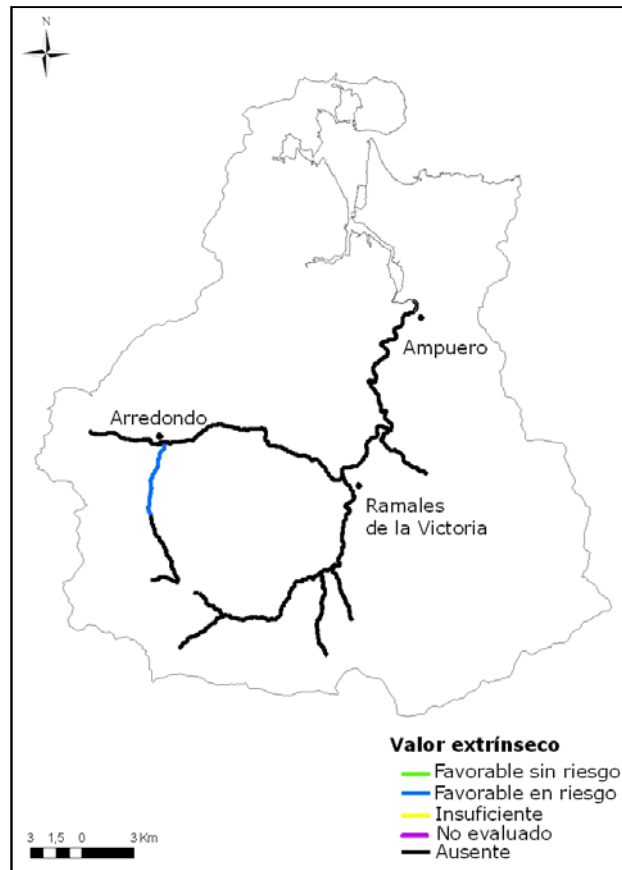 N
Ampuero
Arredondo
Ramales
de la Victoria
Valor extrínseco
Favorable sin riesgo
Favorable en riesgo
Insuficiente
No evaluado
Ausente
3 1,5 0 3 Km